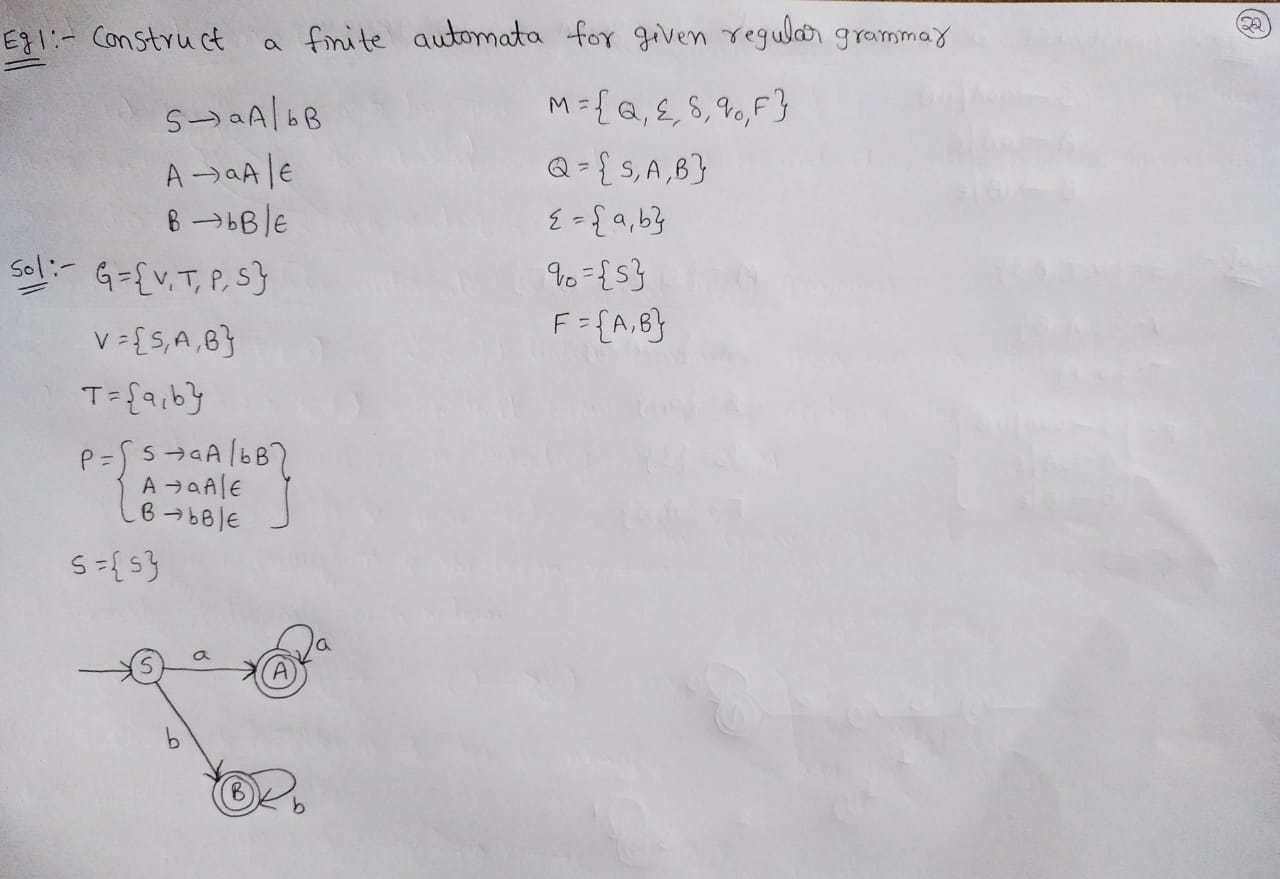 Eg1:- Construct a finite automata for given regular grammar
22
S→aA|bB
A→aA|ε
B→bB|ε
M={Q, Σ, δ, q₀, F}
Q={S,A,B}
Σ={a,b}
q₀={S}
F={A,B}
Sol:- G={V,T,P,S}
V={S,A,B}
T={a,b}
P={S→aA|bB
A→aA|ε
B→bB|ε}
S={S}
S a A a
b
B b